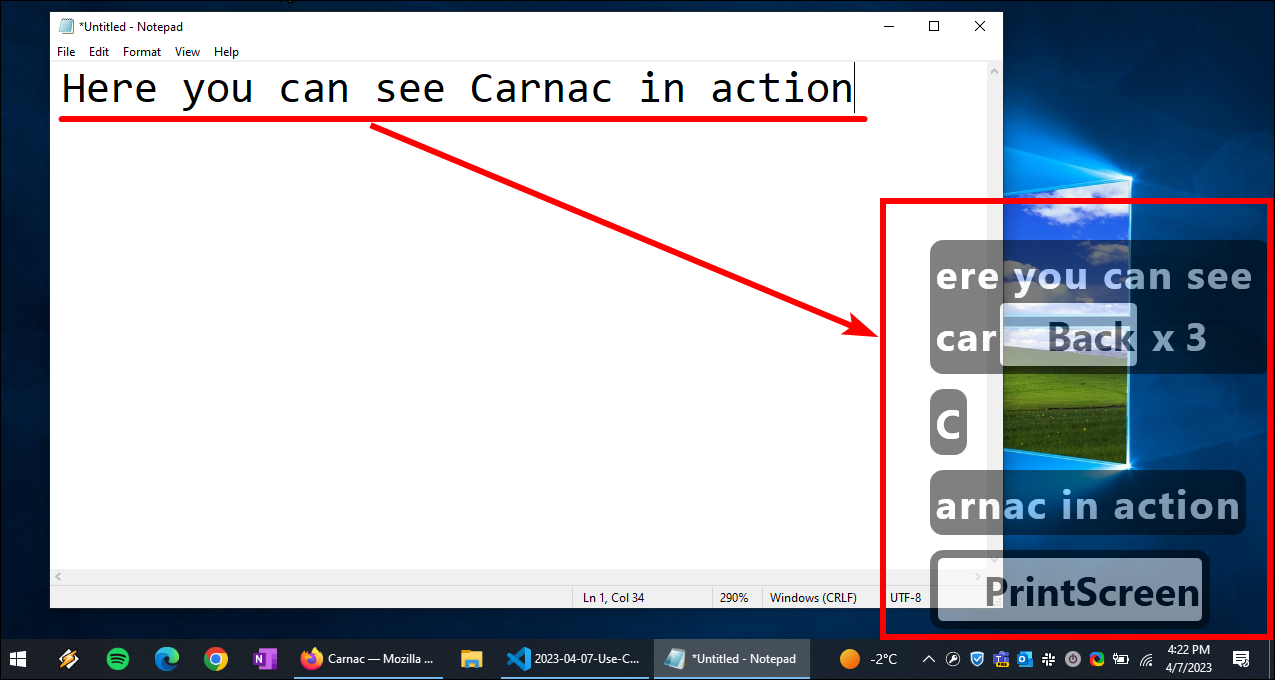 *Untitled - Notepad
File Edit Format View Help
Here you can see Carnac in action
ere you can see
car Back x 3
C
arnac in action
PrintScreen
Ln 1, Col 34 290% Windows (CRLF) UTF-8
Carnac — Mozilla ... 2023-04-07-Use-C... *Untitled - Notepad -2°C 4:22 PM
4/7/2023